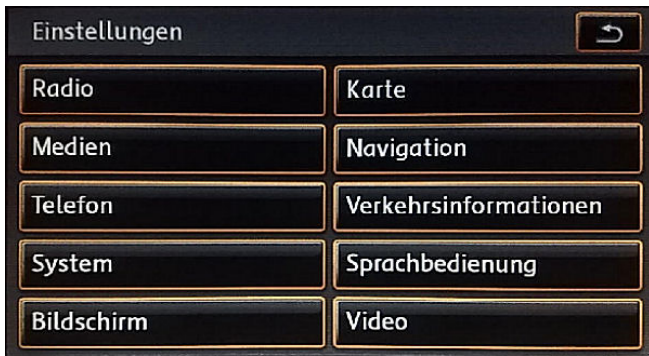 Einstellungen
Radio
Karte
Medien
Navigation
Telefon
Verkehrsinformationen
System
Sprachbedienung
Bildschirm
Video